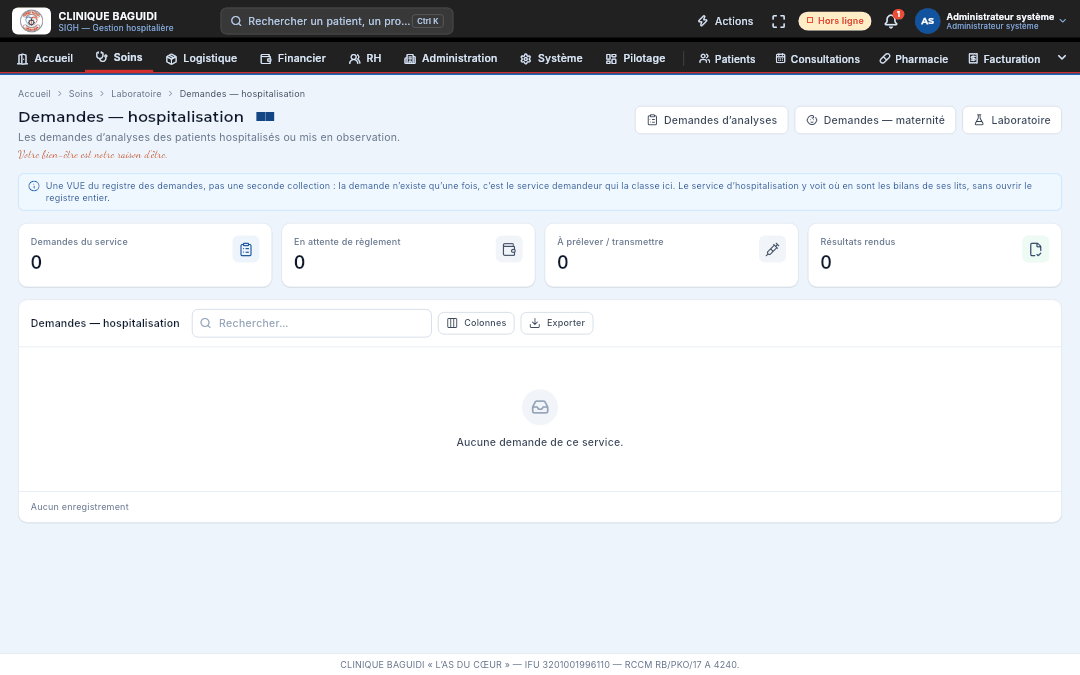 CLINIQUE BAGUIDI
SIGH — Gestion hospitalière
Rechercher un patient, un pro... Ctrl K
Actions
Hors ligne
1
AS
Administrateur système
Administrateur système
Accueil
Soins
Logistique
Financier
RH
Administration
Système
Pilotage
Patients
Consultations
Pharmacie
Facturation
Accueil > Soins > Laboratoire > Demandes — hospitalisation
Demandes — hospitalisation
Les demandes d'analyses des patients hospitalisés ou mis en observation.
Votre bien-être est notre raison d'être.
Demandes d'analyses
Demandes — maternité
Laboratoire
Une VUE du registre des demandes, pas une seconde collection : la demande n'existe qu'une fois, c'est le service demandeur qui la classe ici. Le service d'hospitalisation y voit où en sont les bilans de ses lits, sans ouvrir le
registre entier.
Demandes du service
0
En attente de règlement
0
À prélever / transmettre
0
Résultats rendus
0
Demandes — hospitalisation
Rechercher...
Colonnes
Exporter
Aucune demande de ce service.
Aucun enregistrement
CLINIQUE BAGUIDI « L'AS DU CŒUR » — IFU 3201001996110 — RCCM RB/PKO/17 A 4240.